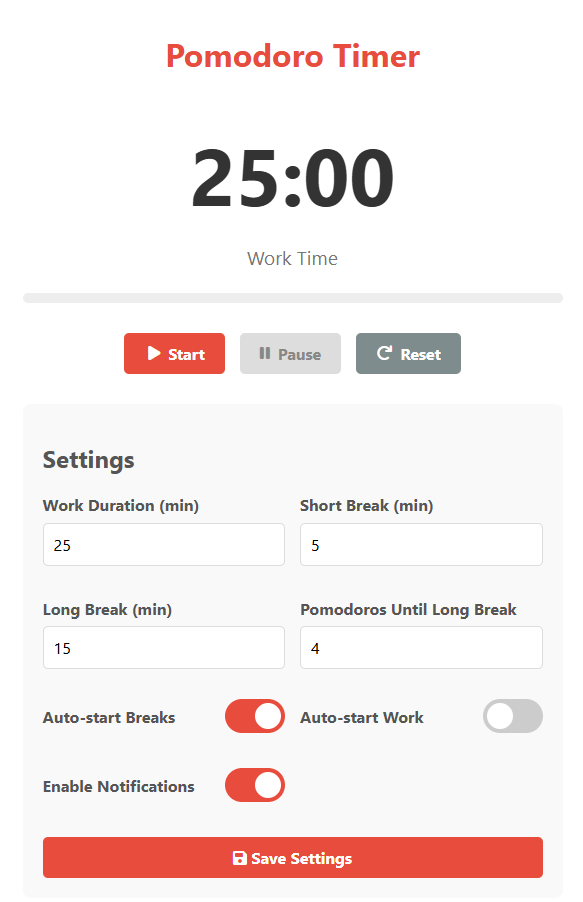 Pomodoro Timer
25:00
Work Time
Start Pause Reset
Settings
Work Duration (min) Short Break (min)
25 5
Long Break (min) Pomodoros Until Long Break
15 4
Auto-start Breaks Auto-start Work
Enable Notifications
Save Settings